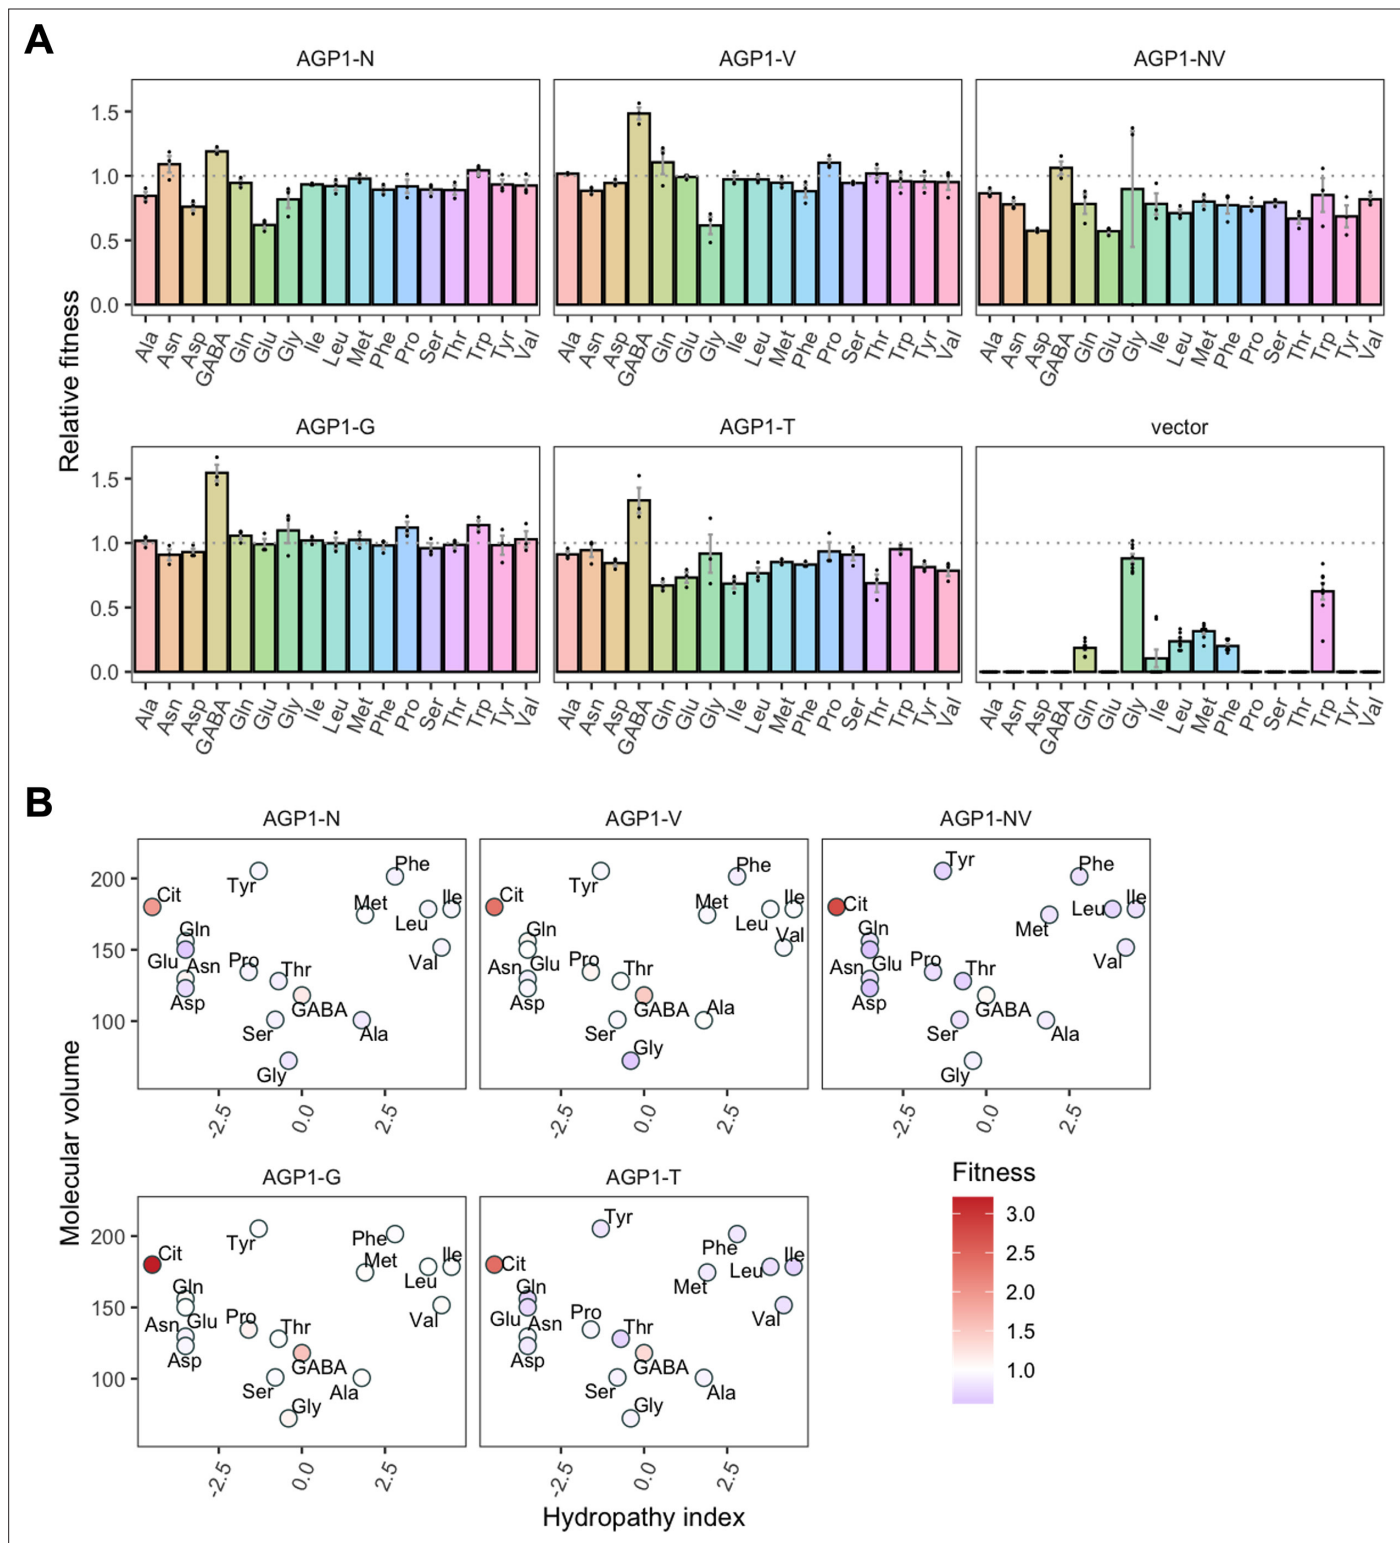 A
AGP1-N AGP1-V AGP1-NV
Relative fitness
1.5
1.0
0.5
0.0
Ala Asn Asp GABA Gln Glu Gly Ile Leu Met Phe Pro Ser Thr Trp Tyr Val
Ala Asn Asp GABA Gln Glu Gly Ile Leu Met Phe Pro Ser Thr Trp Tyr Val
Ala Asn Asp GABA Gln Glu Gly Ile Leu Met Phe Pro Ser Thr Trp Tyr Val
AGP1-G AGP1-T vector
1.5
1.0
0.5
0.0
Ala Asn Asp GABA Gln Glu Gly Ile Leu Met Phe Pro Ser Thr Trp Tyr Val
Ala Asn Asp GABA Gln Glu Gly Ile Leu Met Phe Pro Ser Thr Trp Tyr Val
Ala Asn Asp GABA Gln Glu Gly Ile Leu Met Phe Pro Ser Thr Trp Tyr Val
B
Molecular volume
AGP1-N
200
150
100
Phe
Tyr
Cit
Met
Ile
Leu
Gln
Glu
Asn
Pro
Thr
Val
Asp
GABA
Ser
Ala
Gly
-2.5 0.0 2.5
AGP1-V
Phe
Tyr
Cit
Met
Ile
Leu
Gln
Val
Asn
Glu
Pro
Thr
Asp
GABA
Ala
Ser
Gly
-2.5 0.0 2.5
AGP1-NV
Tyr
Phe
Cit
Leu
Ile
Gln
Met
Asn
Glu
Pro
Thr
Val
Asp
GABA
Ser
Ala
Gly
-2.5 0.0 2.5
AGP1-G
200
150
100
Tyr
Phe
Cit
Met
Ile
Leu
Gln
Asn
Glu
Pro
Thr
Val
Asp
GABA
Ser
Ala
Gly
-2.5 0.0 2.5
AGP1-T
Tyr
Phe
Cit
Leu
Ile
Gln
Met
Glu
Asn
Pro
Thr
Val
Asp
GABA
Ser
Ala
Gly
-2.5 0.0 2.5
Fitness
3.0
2.5
2.0
1.5
1.0
Hydropathy index